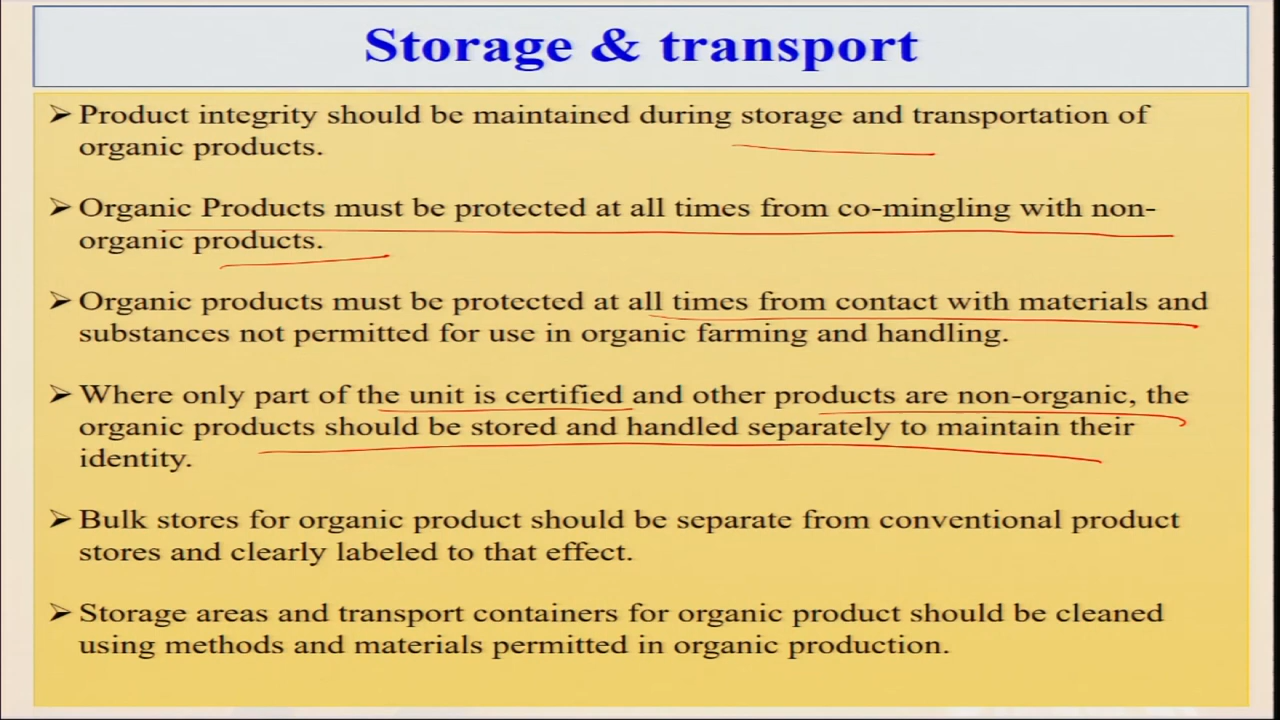 Storage & transport
➢ Product integrity should be maintained during storage and transportation of
organic products.
➢ Organic Products must be protected at all times from co-mingling with non-
organic products.
➢ Organic products must be protected at all times from contact with materials and
substances not permitted for use in organic farming and handling.
➢ Where only part of the unit is certified and other products are non-organic, the
organic products should be stored and handled separately to maintain their
identity.
➢ Bulk stores for organic product should be separate from conventional product
stores and clearly labeled to that effect.
➢ Storage areas and transport containers for organic product should be cleaned
using methods and materials permitted in organic production.